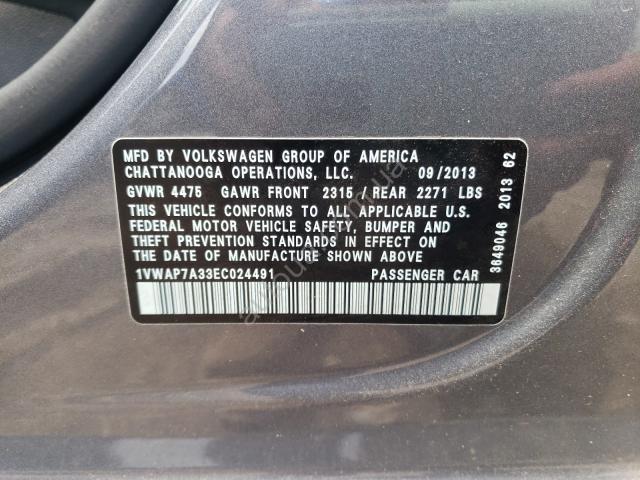 MFD BY VOLKSWAGEN GROUP OF AMERICA
CHATTANOOGA OPERATIONS, LLC. 09/2013
GVWR 4475 GAWR FRONT 2315 / REAR 2271 LBS
THIS VEHICLE CONFORMS TO ALL APPLICABLE U.S.
FEDERAL MOTOR VEHICLE SAFETY, BUMPER AND
THEFT PREVENTION STANDARDS IN EFFECT ON
THE DATE OF MANUFACTURE SHOWN ABOVE
1VWAP7A33EC024491 PASSENGER CAR
3649046 2013 62